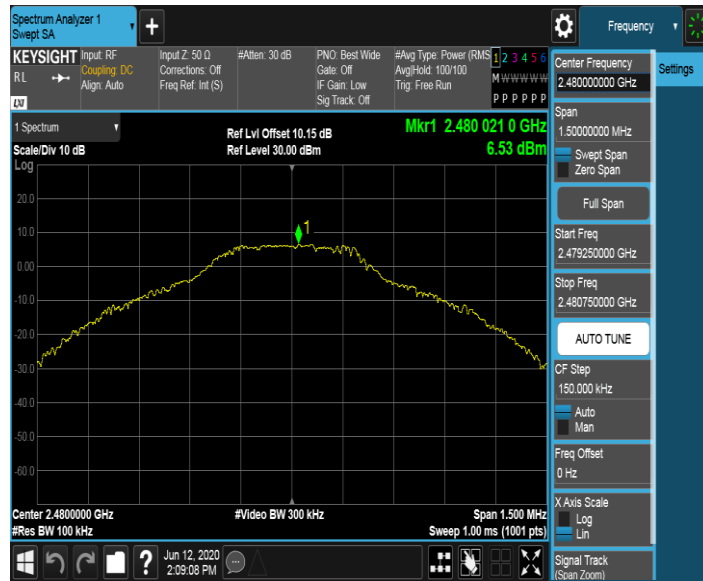 Spectrum Analyzer 1
Swept SA
+
Frequency
KEYSIGHT
RL
LXI
Input: RF
Coupling: DC
Align: Auto
Input Z: 50 Ω
Corrections: Off
Freq Ref: Int (S)
#Atten: 30 dB
PNO: Best Wide
Gate: Off
IF Gain: Low
Sig Track: Off
#Avg Type: Power (RMS
Avg|Hold: 100/100
Trig: Free Run
1 2 3 4 5 6
M W W W W W
P P P P P P
1 Spectrum
Scale/Div 10 dB
Log
Ref Lvl Offset 10.15 dB
Ref Level 30.00 dBm
Mkr1 2.480 021 0 GHz
6.53 dBm
1
20.0
10.0
0.00
-10.0
-20.0
-30.0
-40.0
-50.0
-60.0
Center 2.4800000 GHz
#Res BW 100 kHz
#Video BW 300 kHz
Span 1.500 MHz
Sweep 1.00 ms (1001 pts)
?
Jun 12, 2020
2:09:08 PM
Center Frequency
2.480000000 GHz
Settings
Span
1.50000000 MHz
Swept Span
Zero Span
Full Span
Start Freq
2.479250000 GHz
Stop Freq
2.480750000 GHz
AUTO TUNE
CF Step
150.000 kHz
Auto
Man
Freq Offset
0 Hz
X Axis Scale
Log
Lin
Signal Track
(Span Zoom)